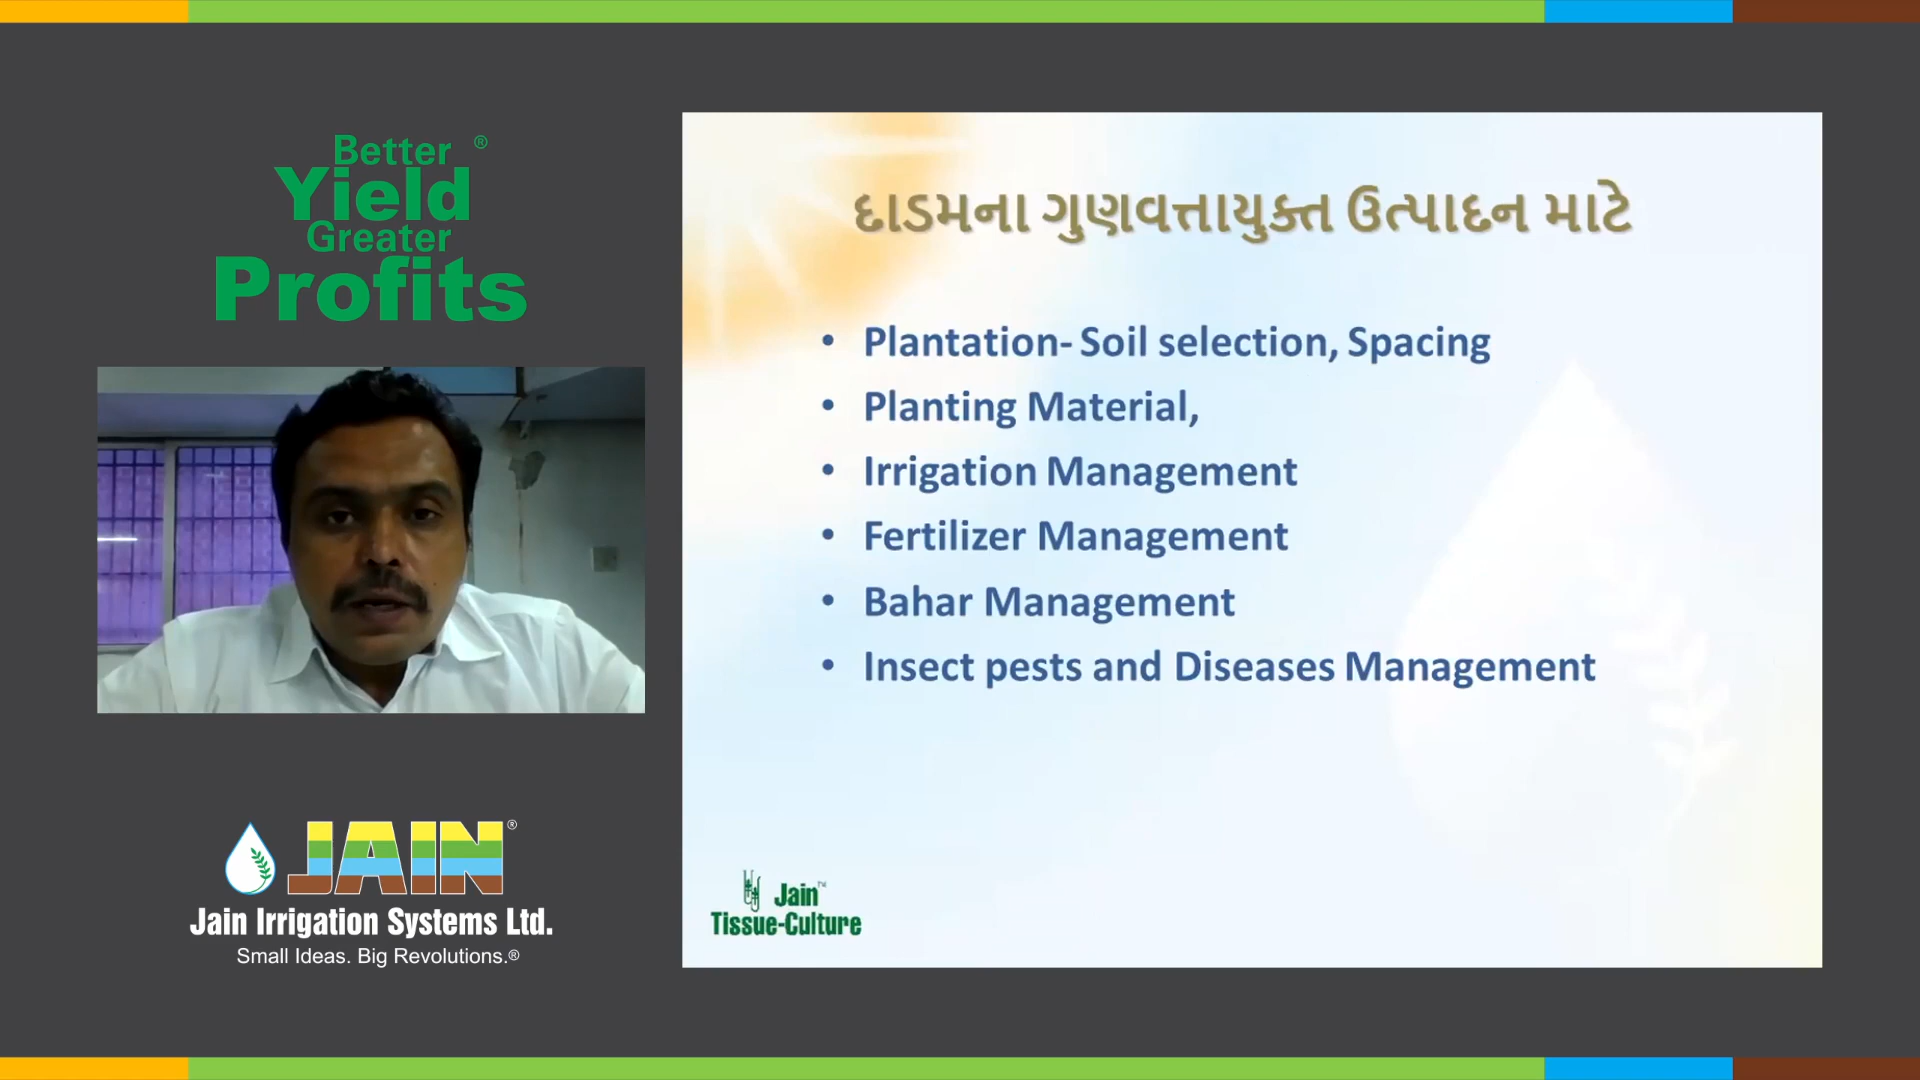 Better ®
Yield
Greater
Profits
દાડમના ગુણવત્તાયુક્ત ઉત્પાદન માટે
• Plantation- Soil selection, Spacing
• Planting Material,
• Irrigation Management
• Fertilizer Management
• Bahar Management
• Insect pests and Diseases Management
JAIN®
Jain Irrigation Systems Ltd.
Small Ideas. Big Revolutions.®
Jain™
Tissue-Culture